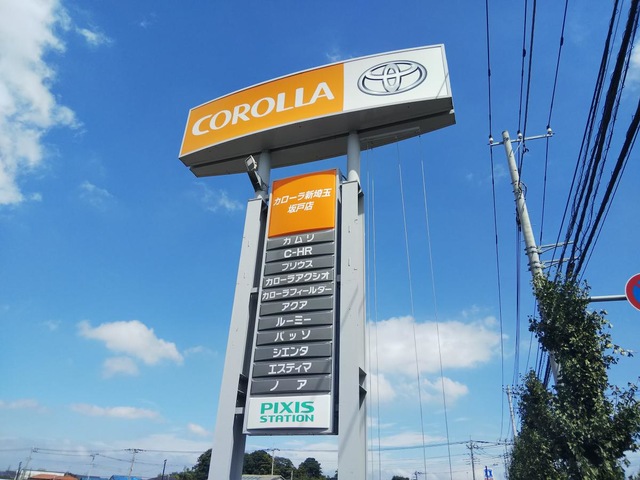 COROLLA
カローラ新埼玉
坂戸店
カムリ
C-HR
プリウス
カローラアクシオ
カローラフィールダー
アクア
ルーミー
パッソ
シエンタ
エスティマ
ノア
PIXIS
STATION